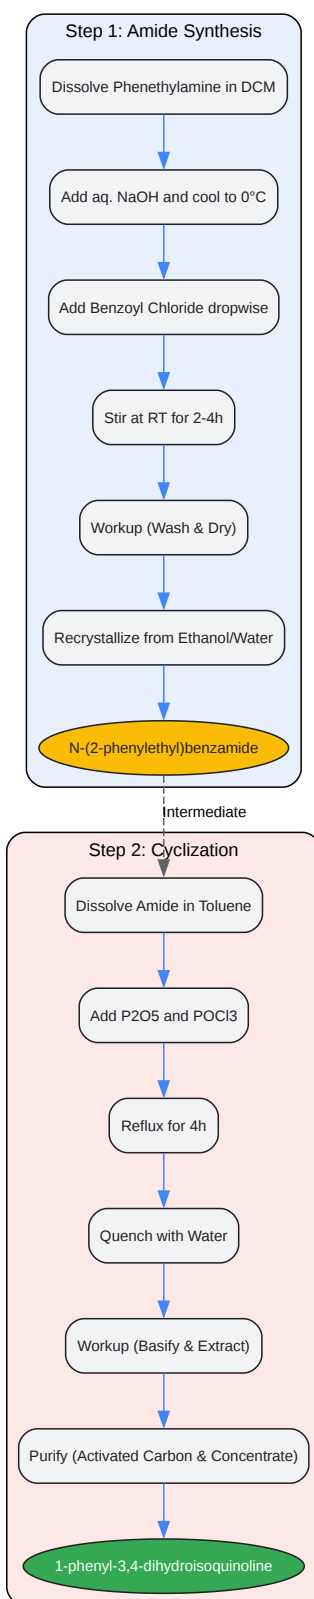 Step 1: Amide Synthesis
Dissolve Phenethylamine in DCM
Add aq. NaOH and cool to 0°C
Add Benzoyl Chloride dropwise
Stir at RT for 2-4h
Workup (Wash & Dry)
Recrystallize from Ethanol/Water
N-(2-phenylethyl)benzamide
Intermediate
Step 2: Cyclization
Dissolve Amide in Toluene
Add P2O5 and POCl3
Reflux for 4h
Quench with Water
Workup (Basify & Extract)
Purify (Activated Carbon & Concentrate)
1-phenyl-3,4-dihydroisoquinoline